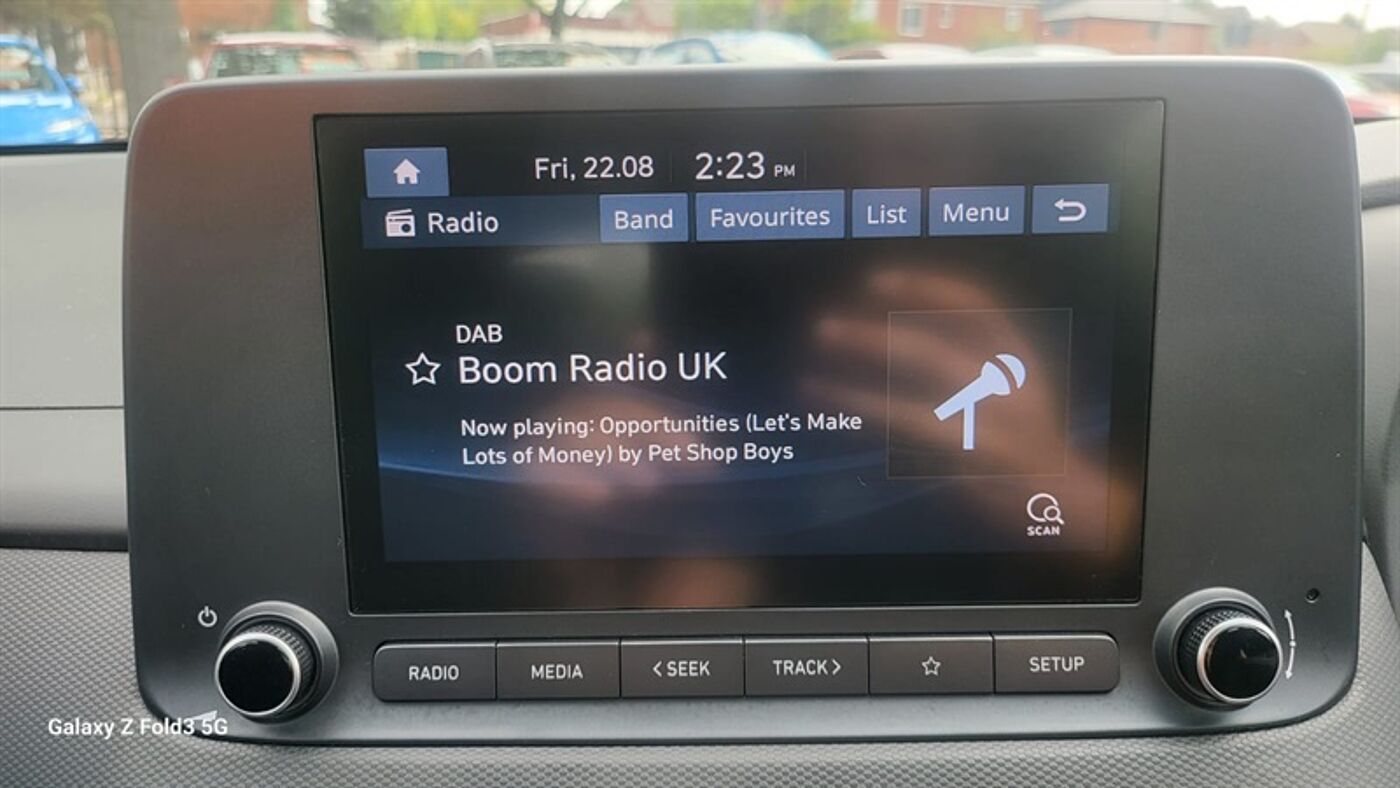 Fri, 22.08 2:23 PM
Radio Band Favourites List Menu
DAB
Boom Radio UK
Now playing: Opportunities (Let's Make
Lots of Money) by Pet Shop Boys
SCAN
RADIO MEDIA < SEEK TRACK > SETUP
Galaxy Z Fold3 5G